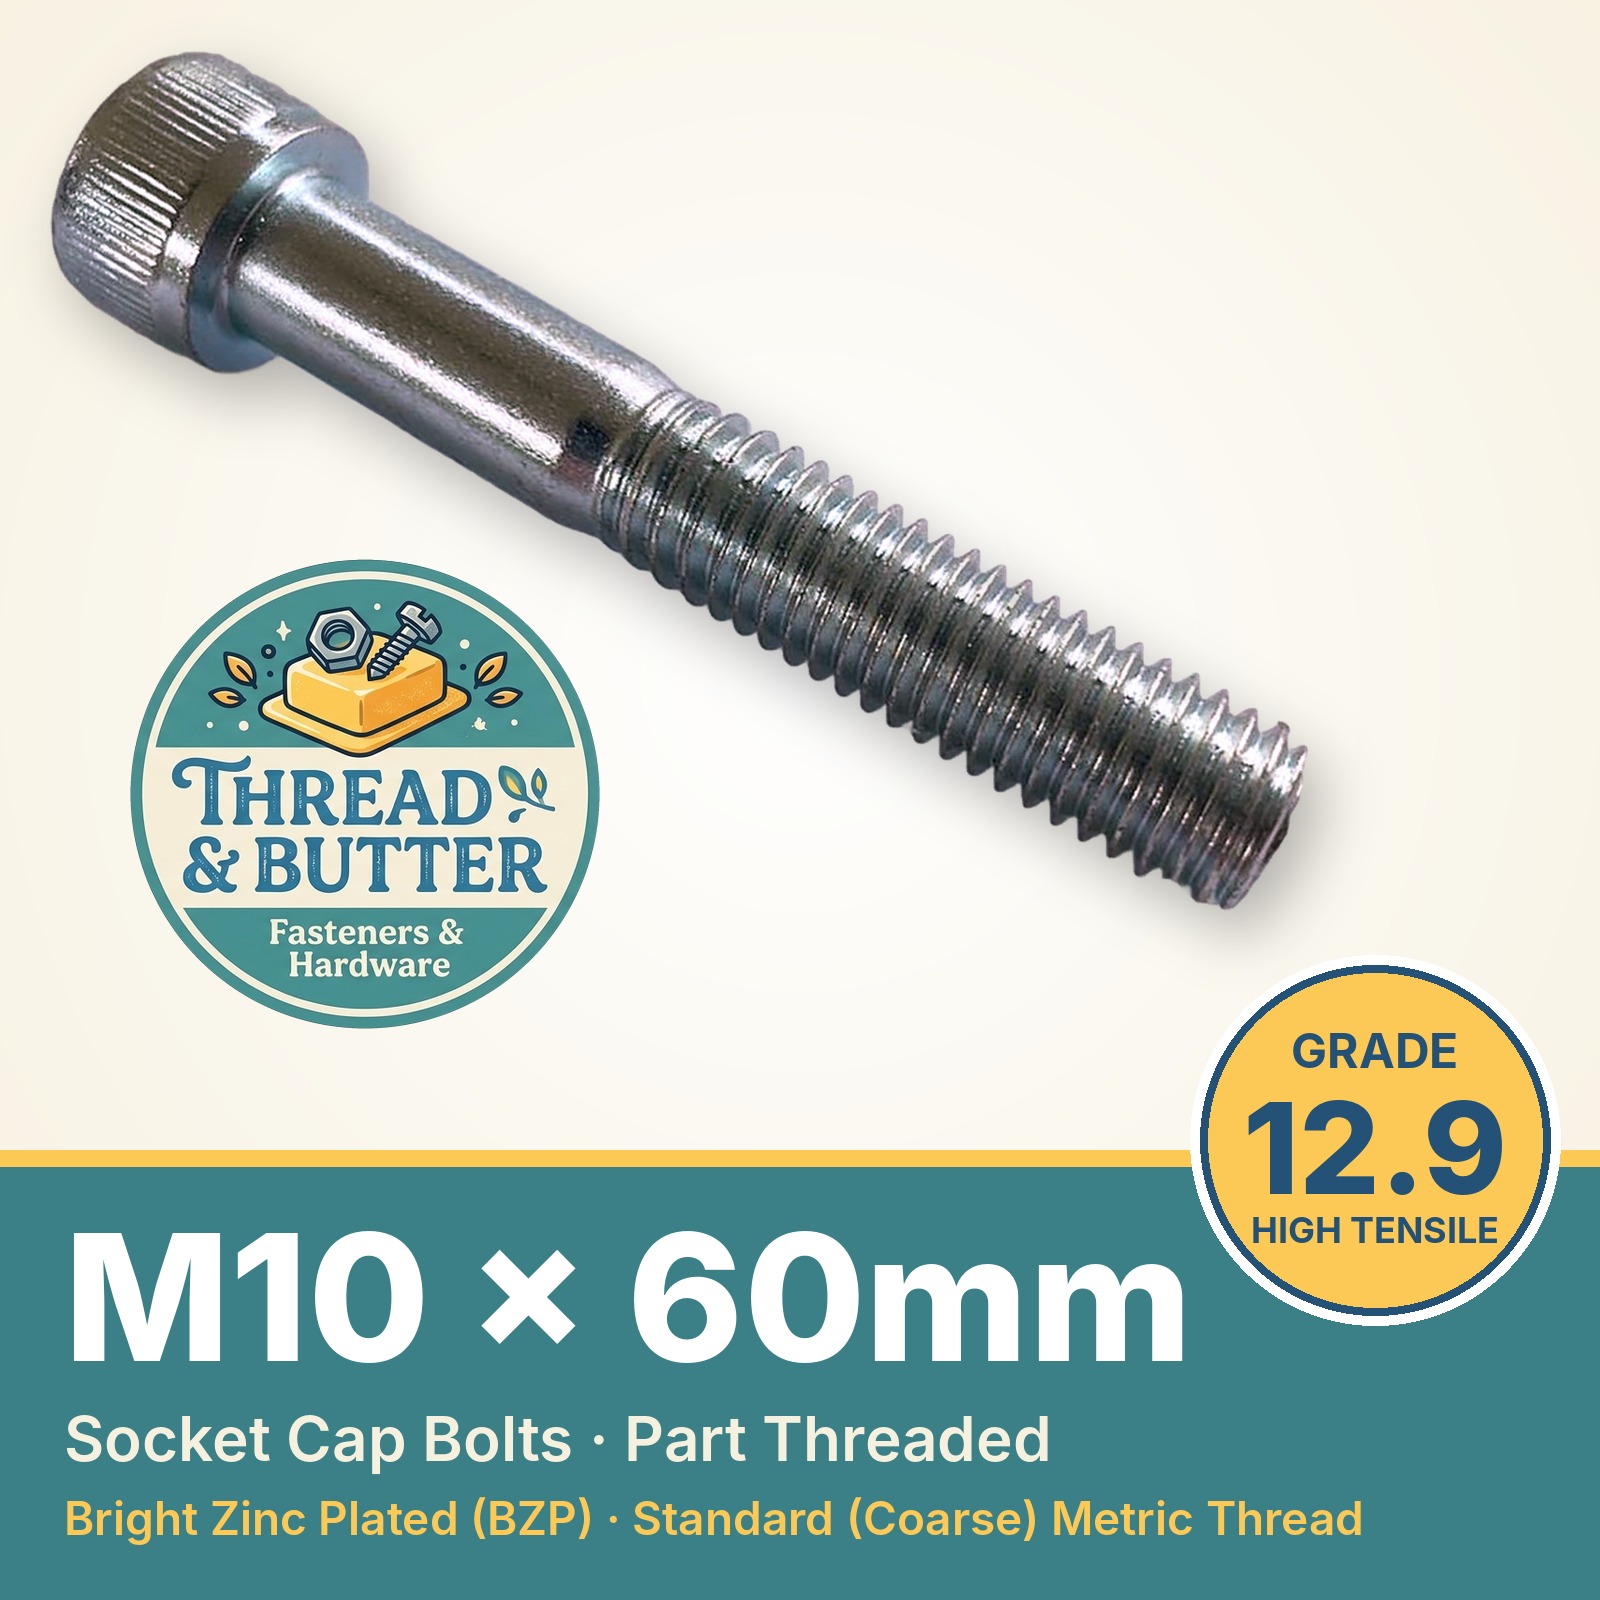 THREAD
& BUTTER
Fasteners &
Hardware
GRADE
12.9
HIGH TENSILE
M10 × 60mm
Socket Cap Bolts · Part Threaded
Bright Zinc Plated (BZP) · Standard (Coarse) Metric Thread